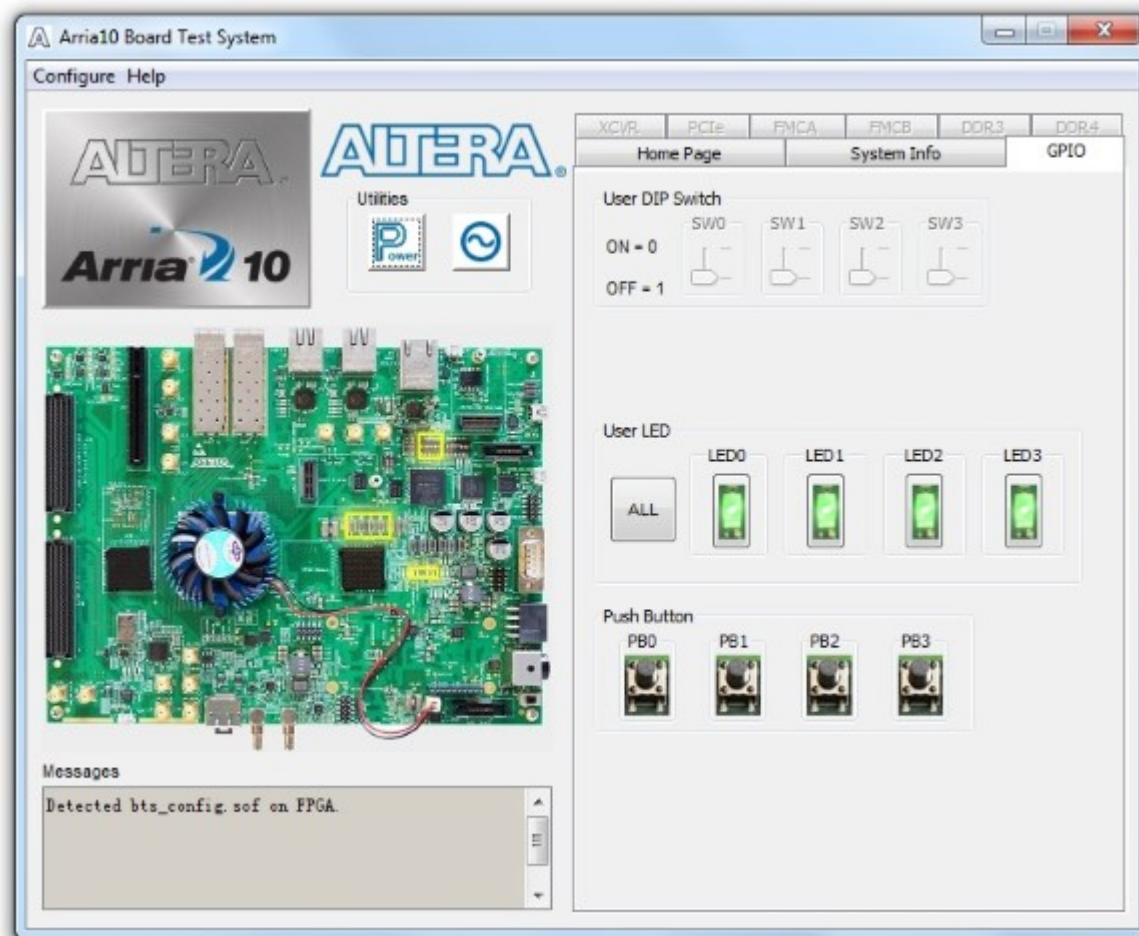 Arria10 Board Test System
Configure Help
ALTERA
Arria 10
ALTERA
Utilities
Power
XCVR PCIe FMCA FMCB DDR3 DDR4
Home Page System Info GPIO
User DIP Switch
SW0 SW1 SW2 SW3
ON = 0
OFF = 1
ALTERA
User LED
LED0 LED1 LED2 LED3
ALL
Push Button
PB0 PB1 PB2 PB3
Messages
Detected bts_config.sof on FPGA.